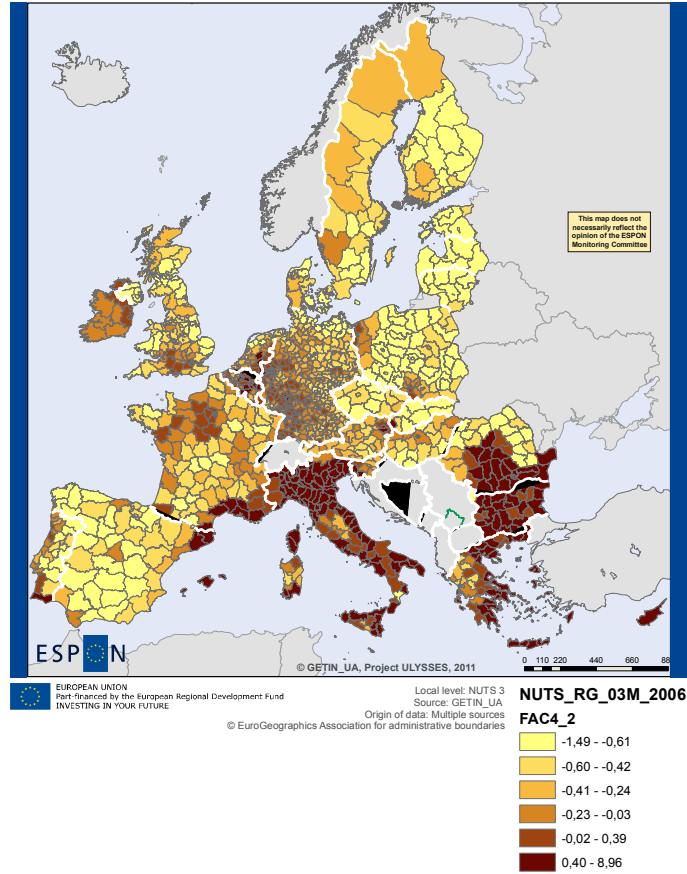 This map does not
necessarily reflect the
opinion of the ESPON
Monitoring Committee
ESPON
© GETIN_UA, Project ULYSSES, 2011
0 110 220 440 660 88
EUROPEAN UNION
Part-financed by the European Regional Development Fund
INVESTING IN YOUR FUTURE
Local level: NUTS 3
Source: GETIN_UA
Origin of data: Multiple sources
© EuroGeographics Association for administrative boundaries
NUTS_RG_03M_2006
FAC4_2
-1,49 - -0,61
-0,60 - -0,42
-0,41 - -0,24
-0,23 - -0,03
-0,02 - 0,39
0,40 - 8,96